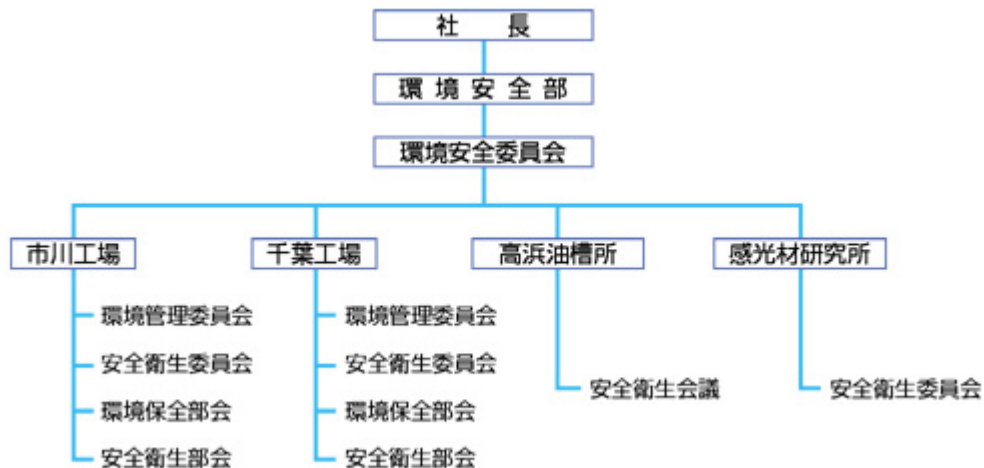 社長
環境安全部
環境安全委員会
市川工場 千葉工場 高浜油槽所 感光材研究所
環境管理委員会 環境管理委員会
安全衛生委員会 安全衛生委員会
安全衛生会議 安全衛生委員会
環境保全部会 環境保全部会
安全衛生部会 安全衛生部会